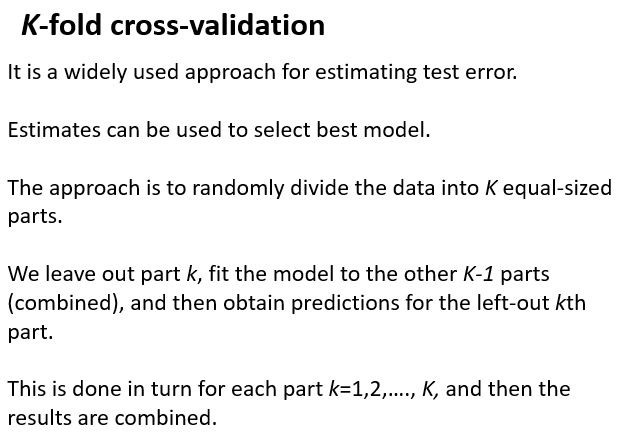 K-fold cross-validation
It is a widely used approach for estimating test error.
Estimates can be used to select best model.
The approach is to randomly divide the data into K equal-sized
parts.
We leave out part k, fit the model to the other K-1 parts
(combined), and then obtain predictions for the left-out kth
part.
This is done in turn for each part k=1,2,...., K, and then the
results are combined.